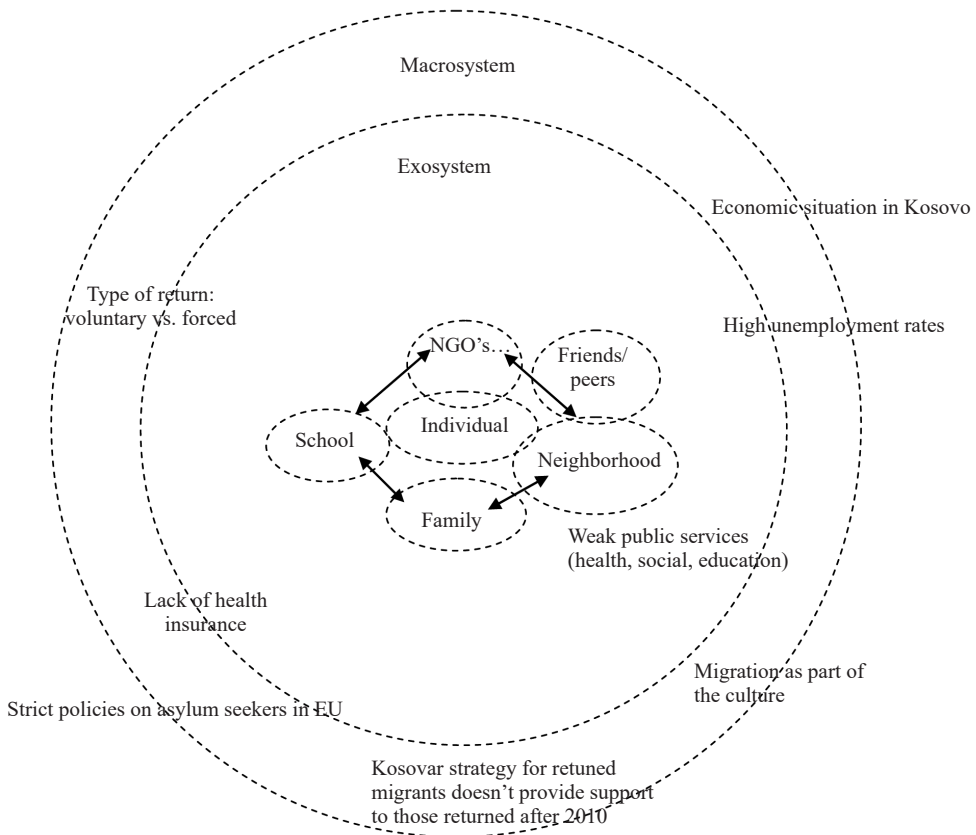 Macrosystem
Exosystem
Economic situation in Kosovo
Type of return:
voluntary vs. forced
High unemployment rates
NGO's…
Friends/
peers
Individual
School
Neighborhood
Family
Weak public services
(health, social, education)
Lack of health
insurance
Migration as part of
the culture
Strict policies on asylum seekers in EU
Kosovar strategy for retuned
migrants doesn't provide support
to those returned after 2010